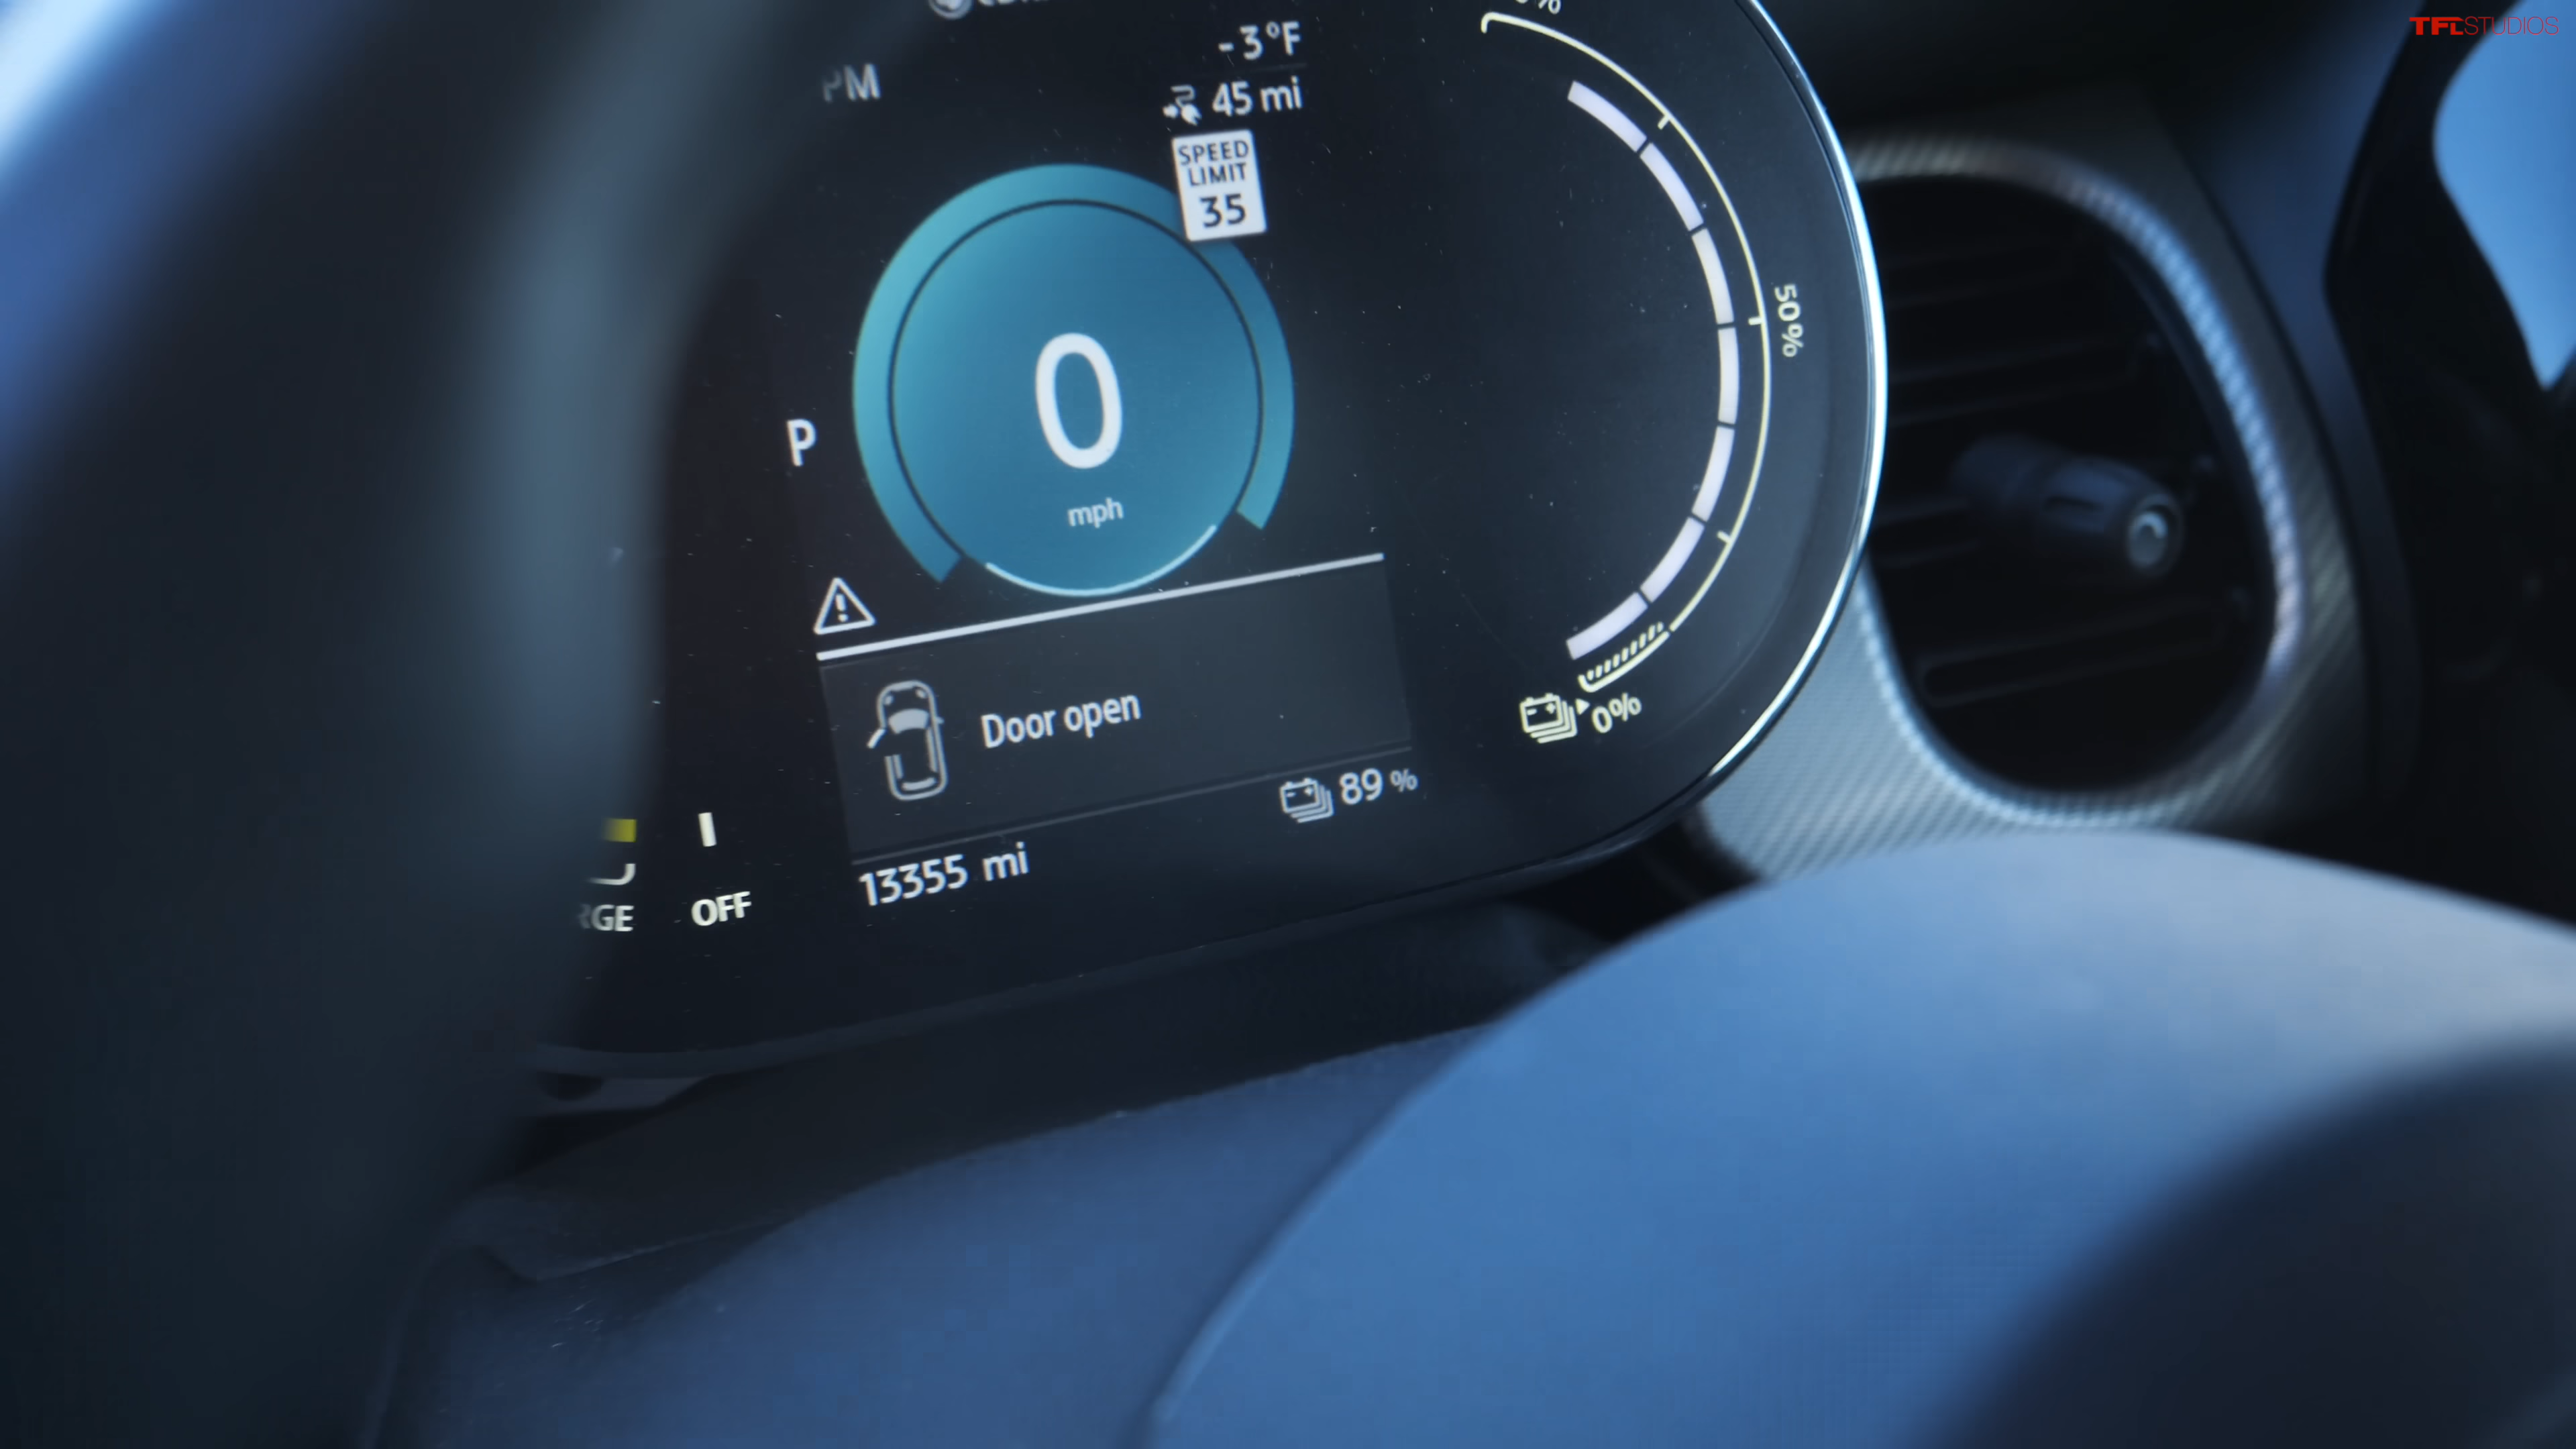 TFLSTUDIOS
-3°F
PM
45 mi
SPEED
LIMIT
35
50%
0
P
mph
Door open
0%
89 %
13355 mi
OFF